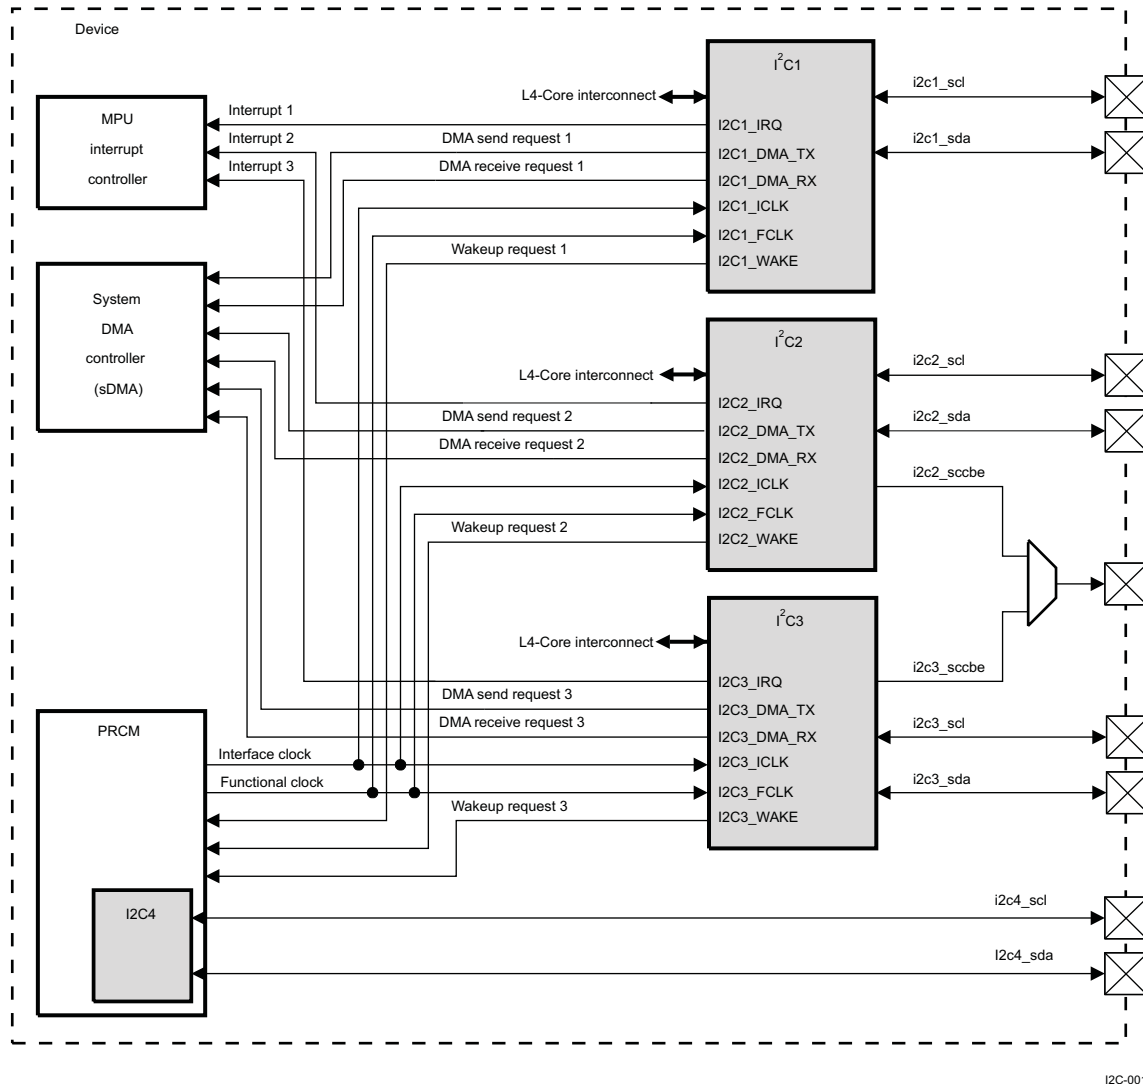 Device
MPU
interrupt
controller
Interrupt 1
Interrupt 2
Interrupt 3
System
DMA
controller
(sDMA)
PRCM
Interface clock
Functional clock
I2C4
L4-Core interconnect
DMA send request 1
DMA receive request 1
Wakeup request 1
I2C1
I2C1_IRQ
I2C1_DMA_TX
I2C1_DMA_RX
I2C1_ICLK
I2C1_FCLK
I2C1_WAKE
i2c1_scl
i2c1_sda
L4-Core interconnect
DMA send request 2
DMA receive request 2
Wakeup request 2
I2C2
I2C2_IRQ
I2C2_DMA_TX
I2C2_DMA_RX
I2C2_ICLK
I2C2_FCLK
I2C2_WAKE
i2c2_scl
i2c2_sda
i2c2_sccbe
L4-Core interconnect
DMA send request 3
DMA receive request 3
Wakeup request 3
I2C3
I2C3_IRQ
I2C3_DMA_TX
I2C3_DMA_RX
I2C3_ICLK
I2C3_FCLK
I2C3_WAKE
i2c3_sccbe
i2c3_scl
i2c3_sda
i2c4_scl
I2c4_sda
I2C-001